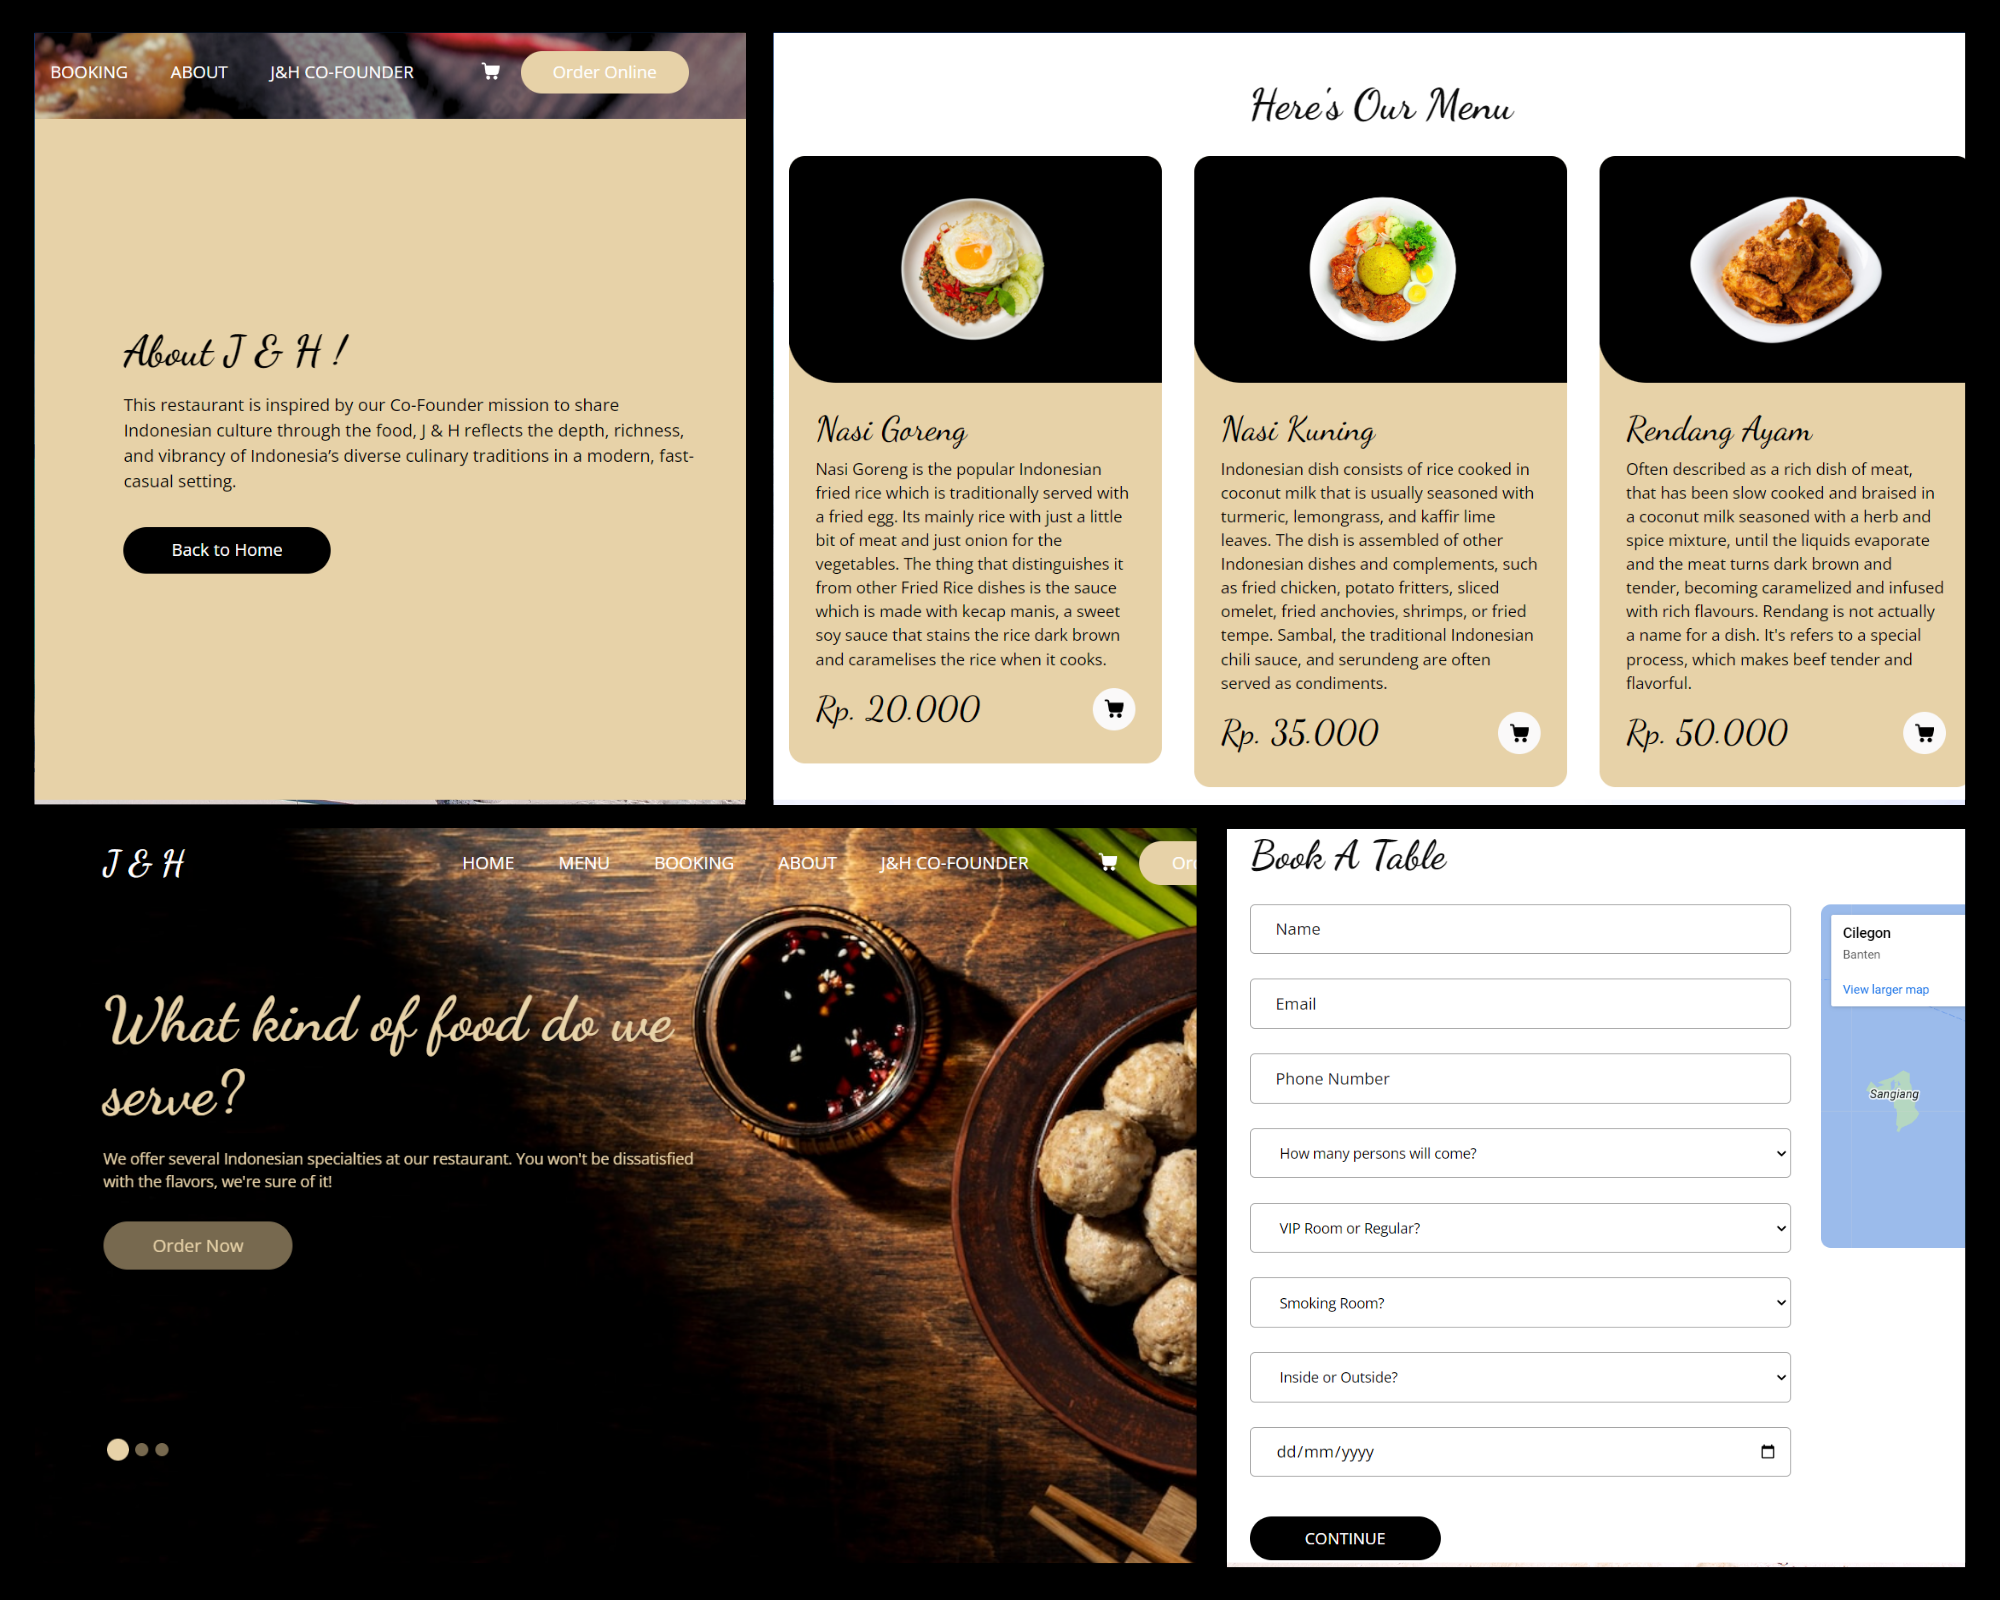 BOOKING ABOUT J&H CO-FOUNDER Order Online
About J & H !
This restaurant is inspired by our Co-Founder mission to share
Indonesian culture through the food, J & H reflects the depth, richness,
and vibrancy of Indonesia's diverse culinary traditions in a modern, fast-
casual setting.
Back to Home
Here's Our Menu
Nasi Goreng
Nasi Goreng is the popular Indonesian
fried rice which is traditionally served with
a fried egg. Its mainly rice with just a little
bit of meat and just onion for the
vegetables. The thing that distinguishes it
from other Fried Rice dishes is the sauce
which is made with kecap manis, a sweet
soy sauce that stains the rice dark brown
and caramelises the rice when it cooks.
Rp. 20.000
Nasi Kuning
Indonesian dish consists of rice cooked in
coconut milk that is usually seasoned with
turmeric, lemongrass, and kaffir lime
leaves. The dish is assembled of other
Indonesian dishes and complements, such
as fried chicken, potato fritters, sliced
omelet, fried anchovies, shrimps, or fried
tempe. Sambal, the traditional Indonesian
chili sauce, and serundeng are often
served as condiments.
Rp. 35.000
Rendang Ayam
Often described as a rich dish of meat,
that has been slow cooked and braised in
a coconut milk seasoned with a herb and
spice mixture, until the liquids evaporate
and the meat turns dark brown and
tender, becoming caramelized and infused
with rich flavours. Rendang is not actually
a name for a dish. It's refers to a special
process, which makes beef tender and
flavorful.
Rp. 50.000
J & H HOME MENU BOOKING ABOUT J&H CO-FOUNDER Or
What kind of food do we
serve?
We offer several Indonesian specialties at our restaurant. You won't be dissatisfied
with the flavors, we're sure of it!
Order Now
Book A Table
Name
Email
Phone Number
How many persons will come?
VIP Room or Regular?
Smoking Room?
Inside or Outside?
dd/mm/yyyy
CONTINUE
Cilegon
Banten
View larger map
Sangiang